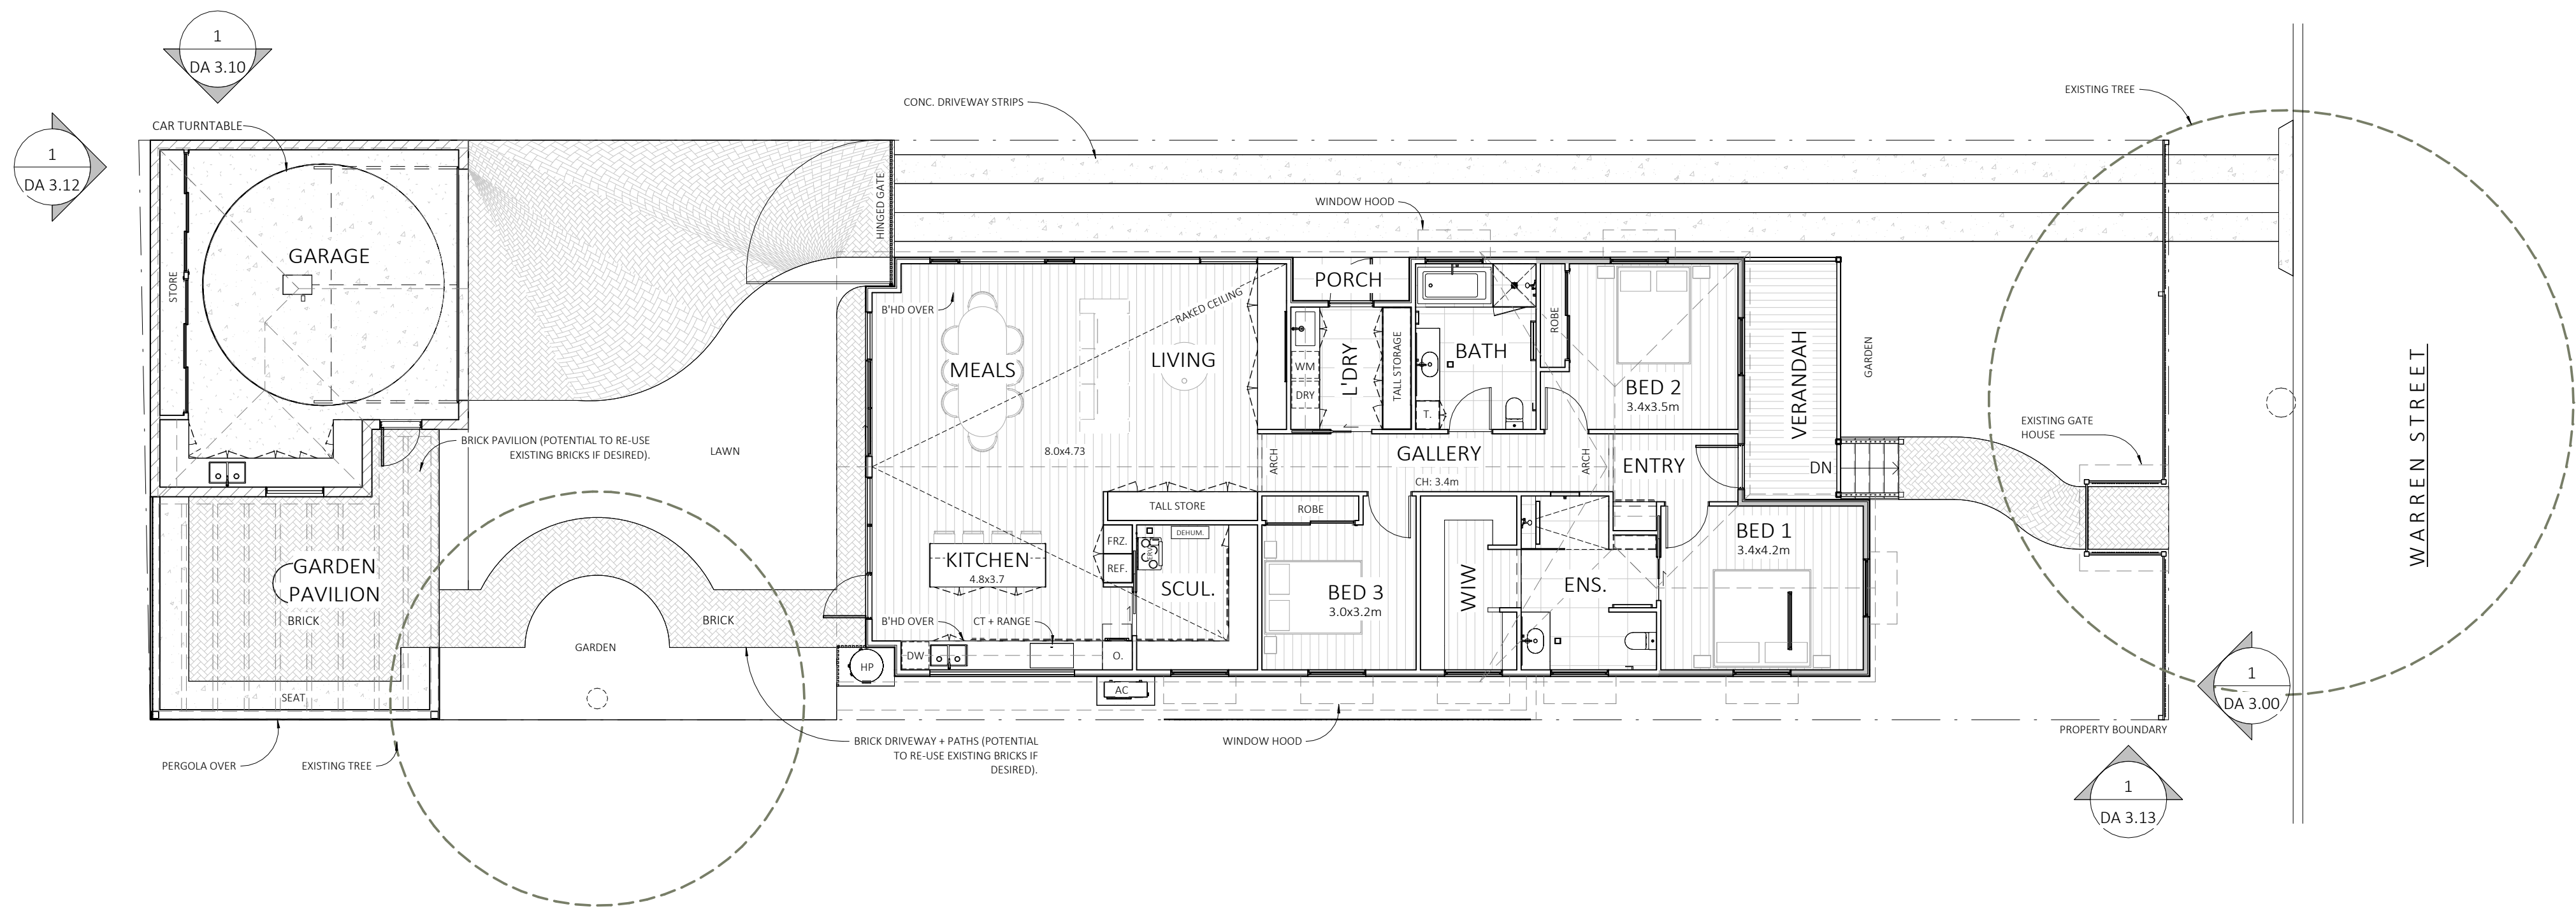 1
DA 3.10
1
DA 3.12
CAR TURNTABLE
CONC. DRIVEWAY STRIPS
EXISTING TREE
HINGED GATE
WINDOW HOOD
GARAGE
STORE
PORCH
B'HD OVER
RAKED CEILING
MEALS
LIVING
WM
DRY
L'DRY
TALL STORAGE
BATH
T.
ROBE
BED 2
3.4x3.5m
VERANDAH
GARDEN
WARREN STREET
BRICK PAVILION (POTENTIAL TO RE-USE
EXISTING BRICKS IF DESIRED).
LAWN
8.0x4.73
ARCH
GALLERY
CH: 3.4m
ARCH
ENTRY
DN
EXISTING GATE
HOUSE
TALL STORE
ROBE
FRZ.
REF.
DEHUM.
SCUL.
KITCHEN
4.8x3.7
BED 3
3.0x3.2m
WIW
ENS.
BED 1
3.4x4.2m
GARDEN
PAVILION
BRICK
BRICK
GARDEN
B'HD OVER
CT + RANGE
DW
O.
HP
AC
SEAT
PERGOLA OVER
EXISTING TREE
BRICK DRIVEWAY + PATHS (POTENTIAL
TO RE-USE EXISTING BRICKS IF
DESIRED).
WINDOW HOOD
PROPERTY BOUNDARY
1
DA 3.00
1
DA 3.13